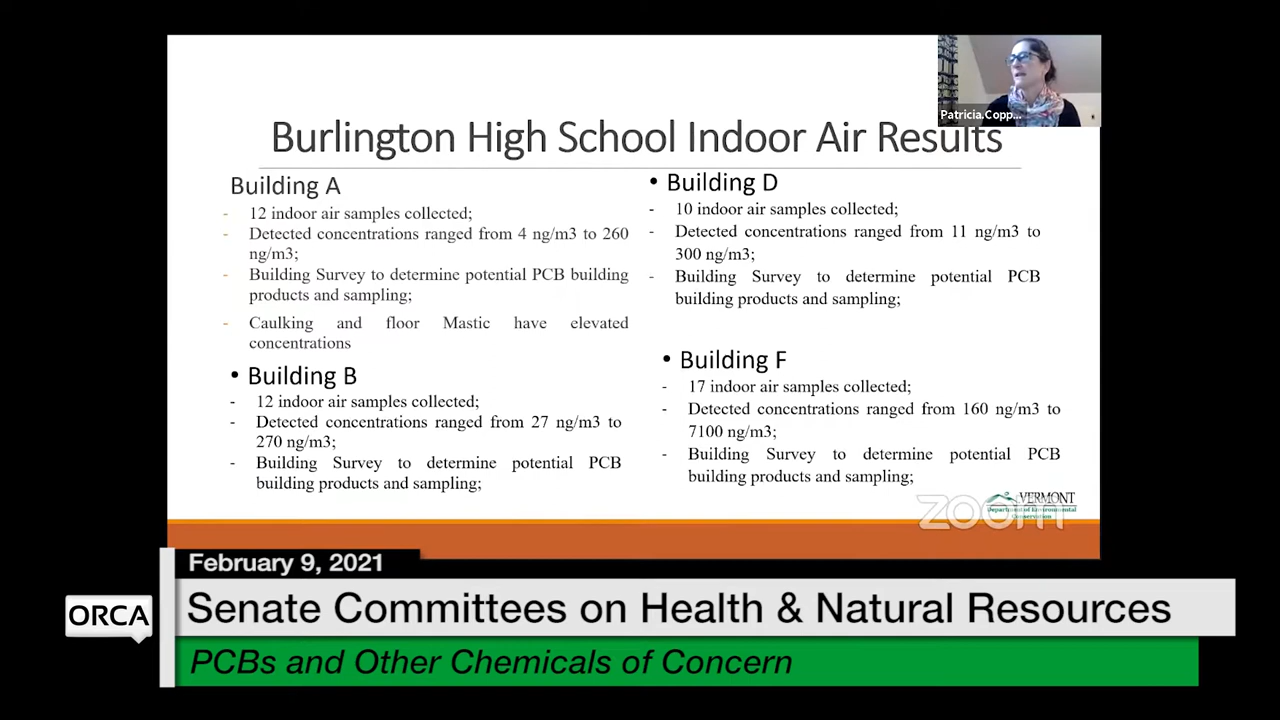 Patricia.Copp...
Burlington High School Indoor Air Results
Building A
- 12 indoor air samples collected;
- Detected concentrations ranged from 4 ng/m3 to 260
ng/m3;
- Building Survey to determine potential PCB building
products and sampling;
- Caulking and floor Mastic have elevated
concentrations
• Building B
- 12 indoor air samples collected;
- Detected concentrations ranged from 27 ng/m3 to
270 ng/m3;
- Building Survey to determine potential PCB
building products and sampling;
• Building D
- 10 indoor air samples collected;
- Detected concentrations ranged from 11 ng/m3 to
300 ng/m3;
- Building Survey to determine potential PCB
building products and sampling;
• Building F
- 17 indoor air samples collected;
- Detected concentrations ranged from 160 ng/m3 to
7100 ng/m3;
- Building Survey to determine potential PCB
building products and sampling;
VERMONT
Department of Environmental
Conservation
zoom
February 9, 2021
ORCA
Senate Committees on Health & Natural Resources
PCBs and Other Chemicals of Concern